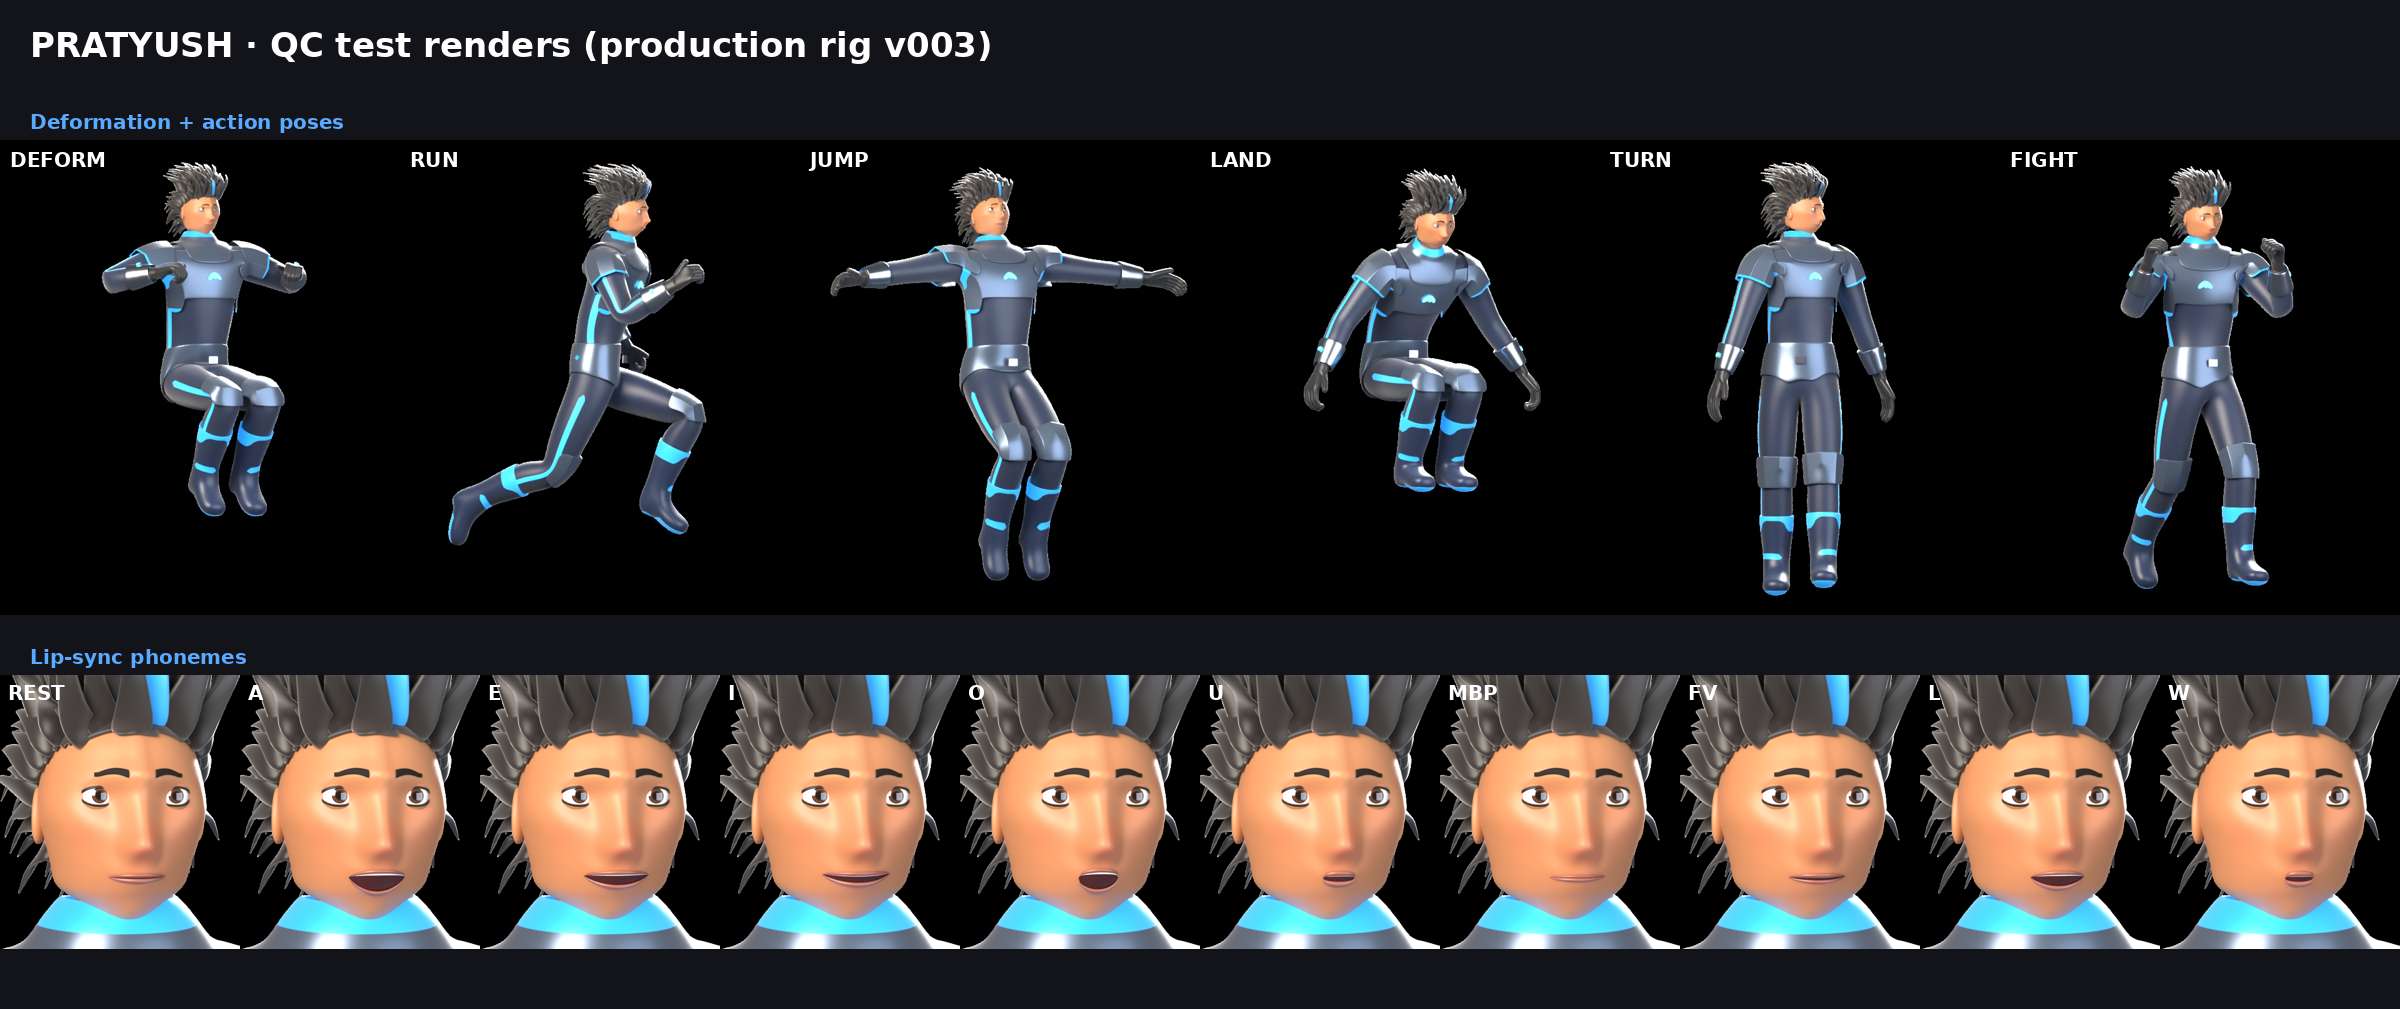 PRATYUSH · QC test renders (production rig v003)
Deformation + action poses
DEFORM RUN JUMP LAND TURN FIGHT
Lip-sync phonemes
REST A E I O U MBP FV L W